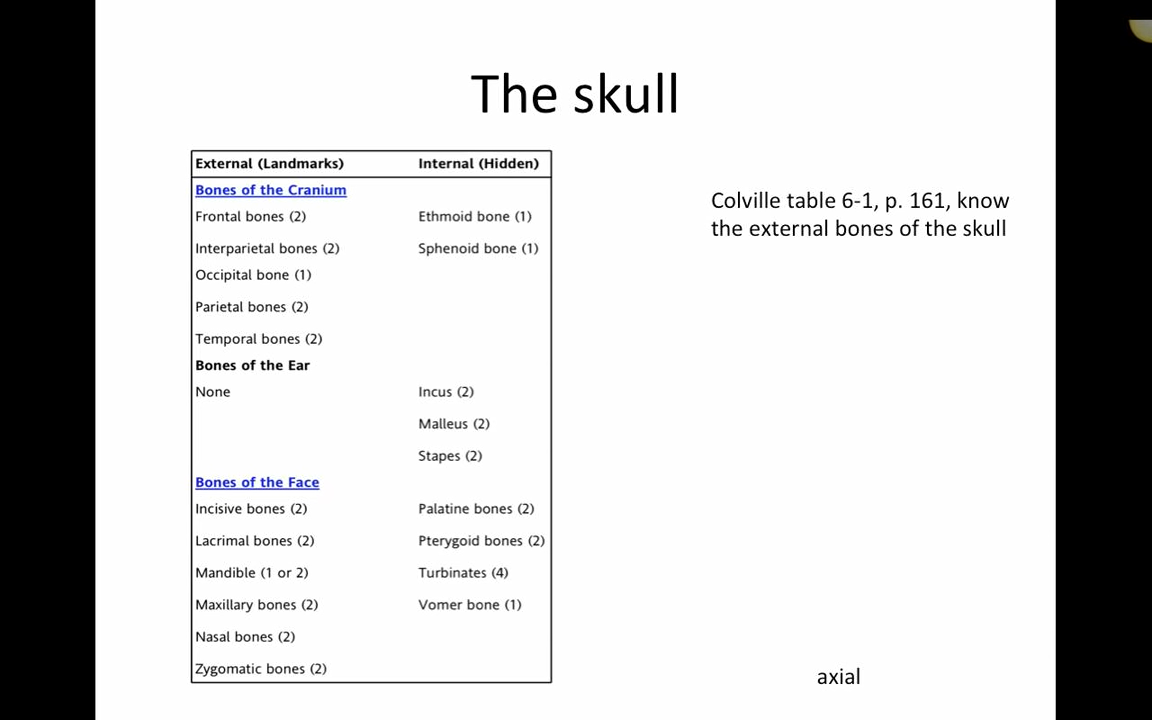 The skull
External (Landmarks) Internal (Hidden)
Bones of the Cranium
Frontal bones (2) Ethmoid bone (1)
Interparietal bones (2) Sphenoid bone (1)
Occipital bone (1)
Parietal bones (2)
Temporal bones (2)
Bones of the Ear
None Incus (2)
Malleus (2)
Stapes (2)
Bones of the Face
Incisive bones (2) Palatine bones (2)
Lacrimal bones (2) Pterygoid bones (2)
Mandible (1 or 2) Turbinates (4)
Maxillary bones (2) Vomer bone (1)
Nasal bones (2)
Zygomatic bones (2)
Colville table 6-1, p. 161, know
the external bones of the skull
axial